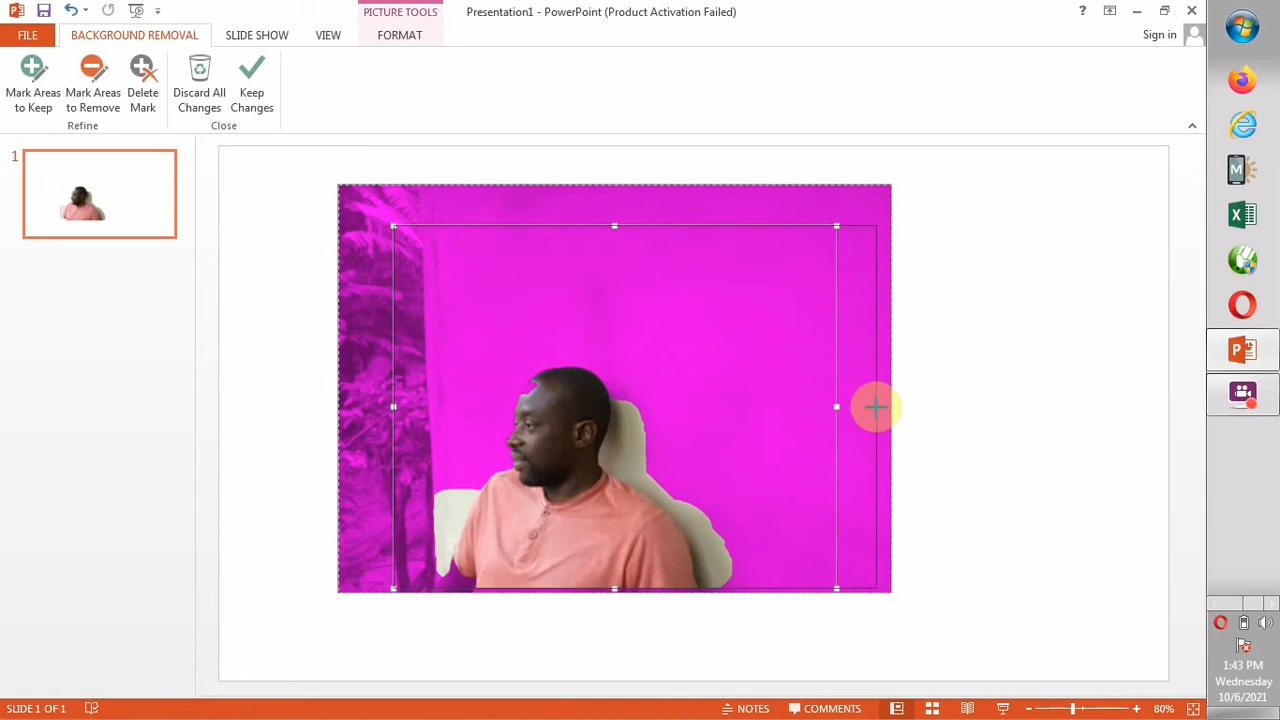 Presentation1 - PowerPoint (Product Activation Failed)
PICTURE TOOLS
FILE
BACKGROUND REMOVAL
SLIDE SHOW
VIEW
FORMAT
Sign in
Mark Areas to Keep
Mark Areas to Remove
Delete Mark
Discard All Changes
Keep Changes
Refine
Close
1
SLIDE 1 OF 1
NOTES
COMMENTS
80%
1:43 PM
Wednesday
10/6/2021